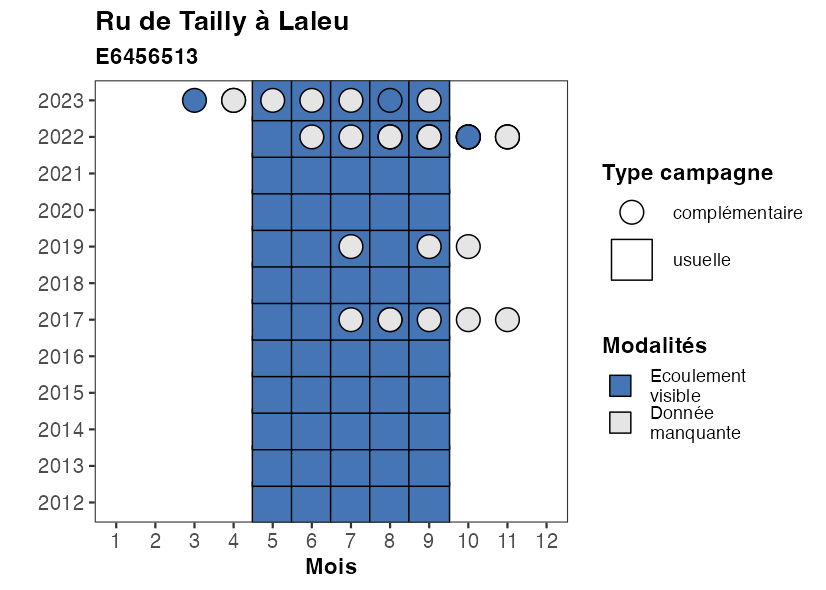 Ru de Tailly à Laleu
E6456513
2023
2022
2021
2020
2019
2018
2017
2016
2015
2014
2013
2012
1 2 3 4 5 6 7 8 9 10 11 12
Mois
Type campagne
complémentaire
usuelle
Modalités
Ecoulement
visible
Donnée
manquante